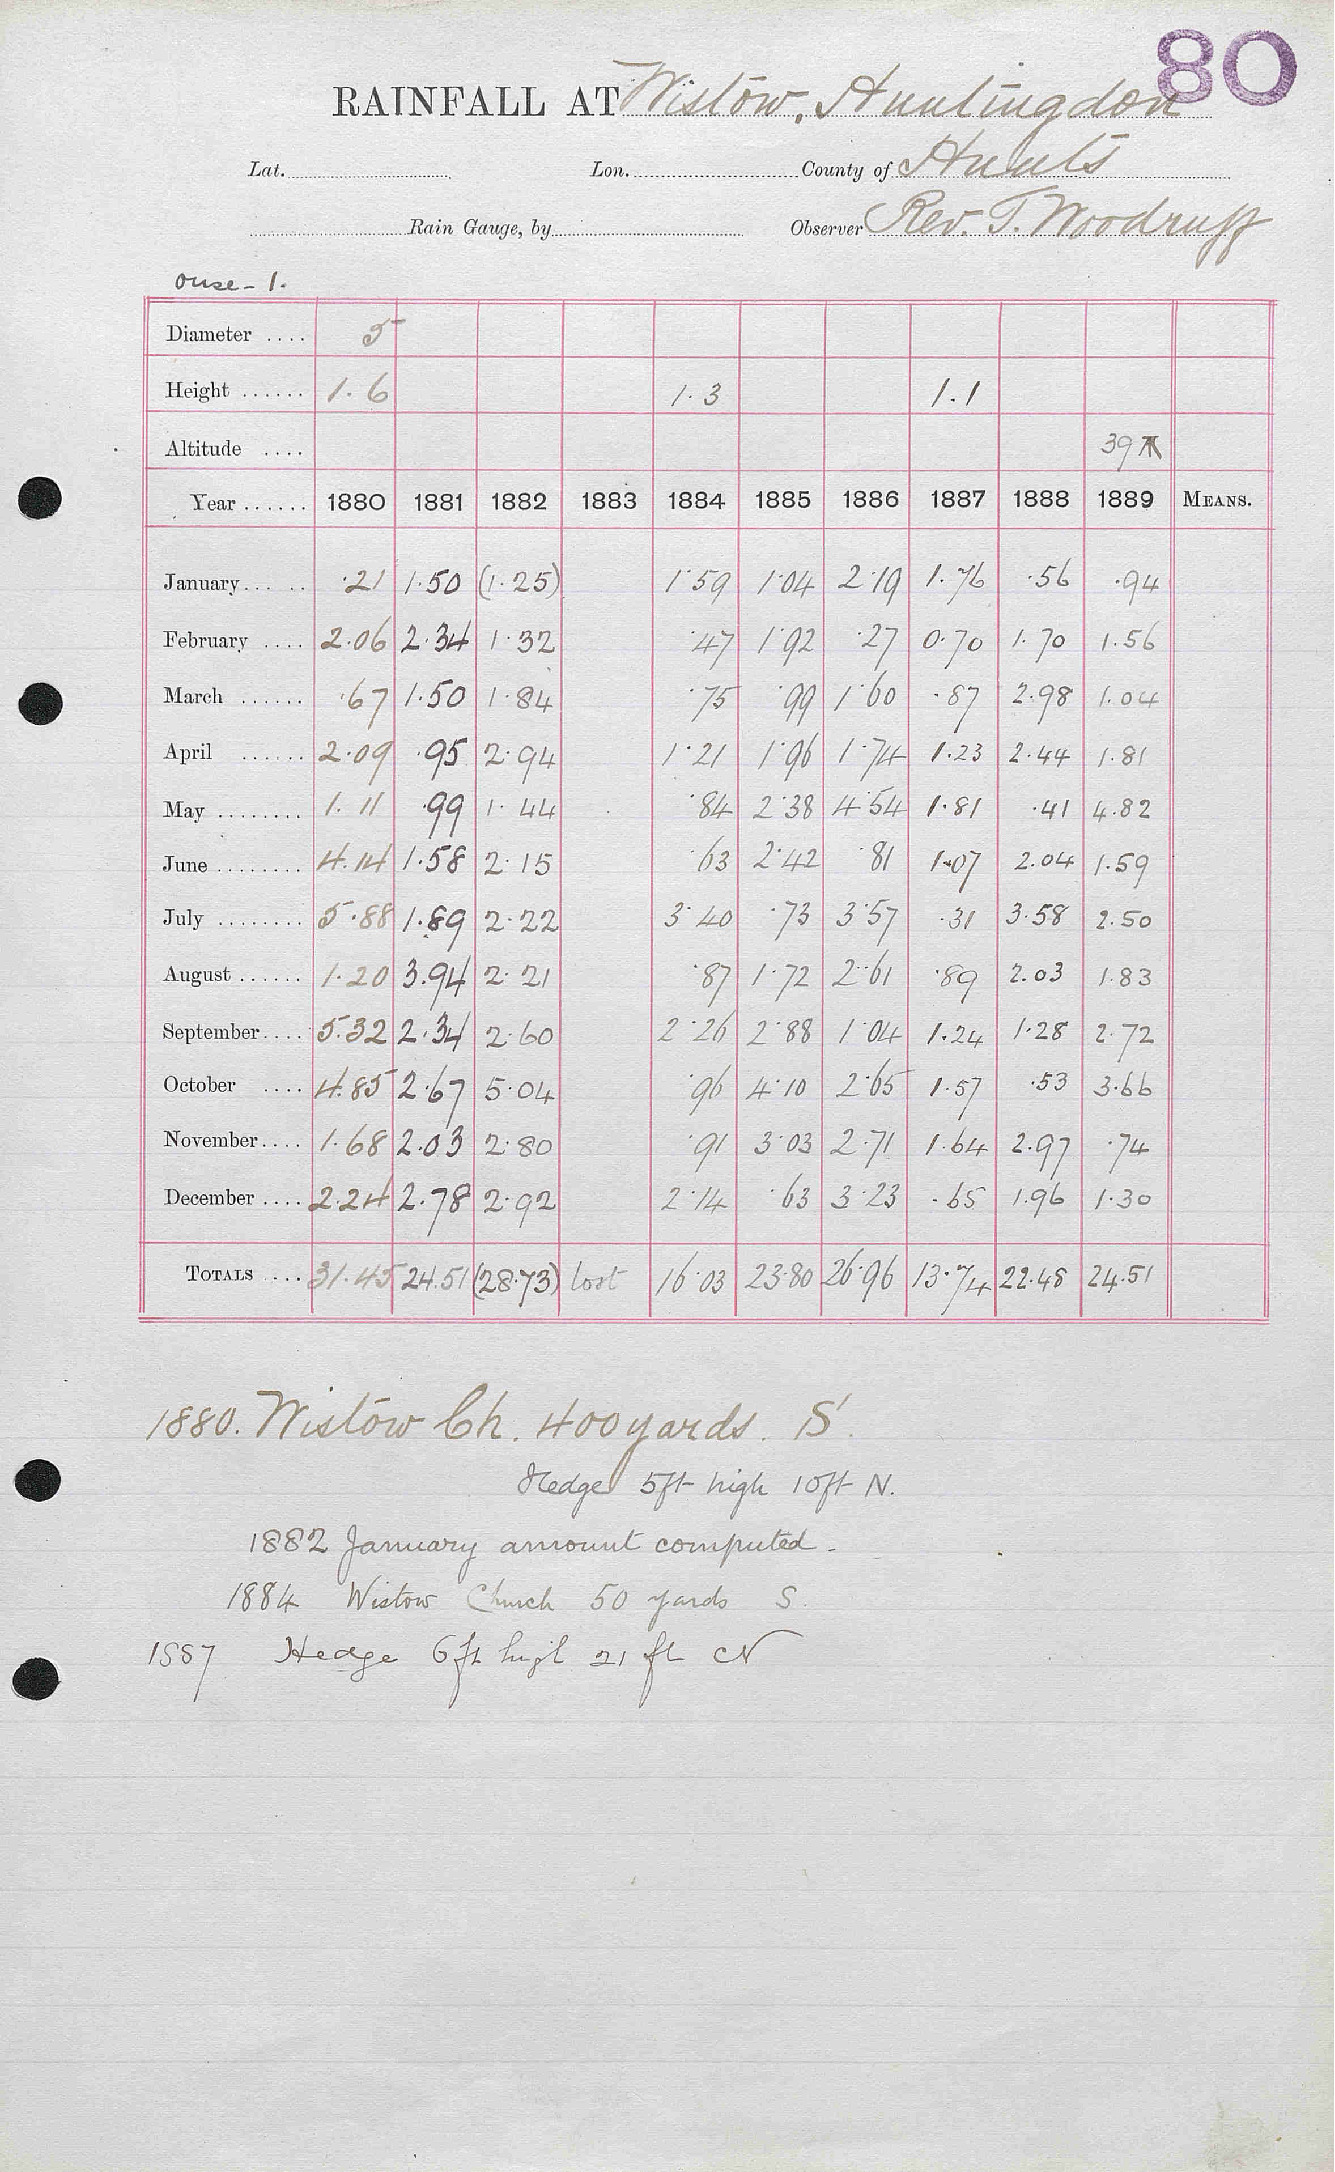 80
RAINFALL AT Wistow, Huntingdon
Lat. Lon. County of Hunts
Rain Gauge, by Observer Rev. T. Woodruff
Ouse - 1.
Diameter .... 5
Height ...... 1.6 1.3 1.1
Altitude .... 39
Year ...... 1880 1881 1882 1883 1884 1885 1886 1887 1888 1889 MEANS.
January ...... .21 1.50 (1.25) 1.59 1.04 2.19 1.76 .56 .94
February .... 2.06 2.34 1.32 .47 1.92 .27 0.70 1.70 1.56
March ...... .67 1.50 1.84 .75 .99 1.60 .87 2.98 1.04
April ...... 2.09 .95 2.94 1.21 1.96 1.74 1.23 2.44 1.81
May ........ 1.11 .99 1.44 .84 2.38 4.54 1.81 .41 4.82
June ........ 4.14 1.58 2.15 .63 2.42 .81 1.07 2.04 1.59
July ........ 5.88 1.89 2.22 3.40 .73 3.57 .31 3.58 2.50
August ...... 1.20 3.94 2.21 .87 1.72 2.61 .89 2.03 1.83
September .... 5.32 2.34 2.60 2.26 2.88 1.04 1.24 1.28 2.72
October .... 4.85 2.67 5.04 .96 4.10 2.65 1.57 .53 3.66
November .... 1.68 2.03 2.80 .91 3.03 2.71 1.64 2.97 .74
December .... 2.24 2.78 2.92 2.14 .63 3.23 .65 1.96 1.30
TOTALS .... 31.45 24.51 (28.73) lost 16.03 23.80 26.96 13.74 22.48 24.51
1880. Wistow Ch. 400 yards. S.
Hedge 5ft high 10ft N.
1882 January amount computed.
1884 Wistow Church 50 yards S.
1887 Hedge 6ft high 21 ft N